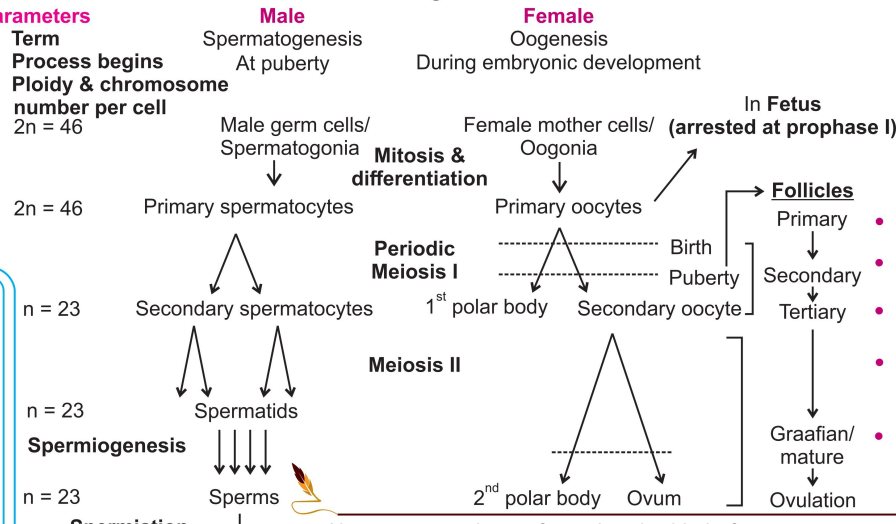 arameters Male Female
Term Spermatogenesis Oogenesis
Process begins At puberty During embryonic development
Ploidy & chromosome
number per cell
In Fetus
(arrested at prophase I)
2n = 46 Male germ cells/ Female mother cells/
Spermatogonia Oogonia
Mitosis &
differentiation
Follicles
2n = 46 Primary spermatocytes Primary oocytes Primary
Periodic Birth
Meiosis I Puberty Secondary
n = 23 Secondary spermatocytes 1st polar body Secondary oocyte Tertiary
Meiosis II
n = 23 Spermatids
Spermiogenesis Graafian/
mature
n = 23 Sperms 2nd polar body Ovum Ovulation
Spermiation